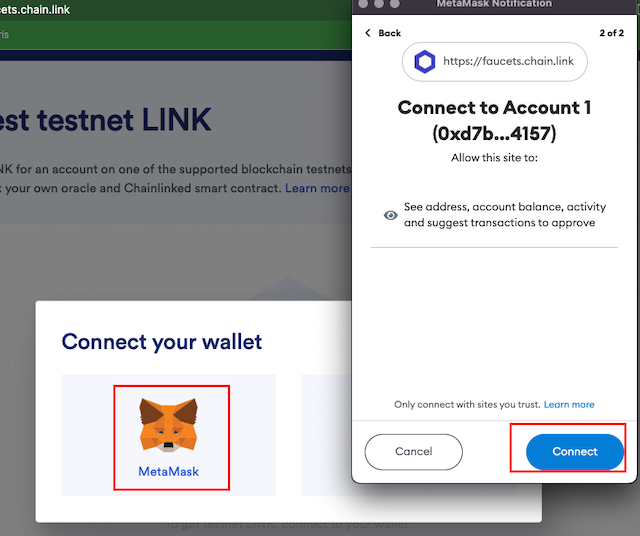 cets.chain.link
ris
est testnet LINK
NK for an account on one of the supported blockchain testnets
t your own oracle and Chainlinked smart contract. Learn more
Connect your wallet
MetaMask
To get testnet LINK, connect to your wallet.
MetaMask Notification
Back
2 of 2
https://faucets.chain.link
Connect to Account 1
(0xd7b...4157)
Allow this site to:
See address, account balance, activity
and suggest transactions to approve
Only connect with sites you trust. Learn more
Cancel
Connect